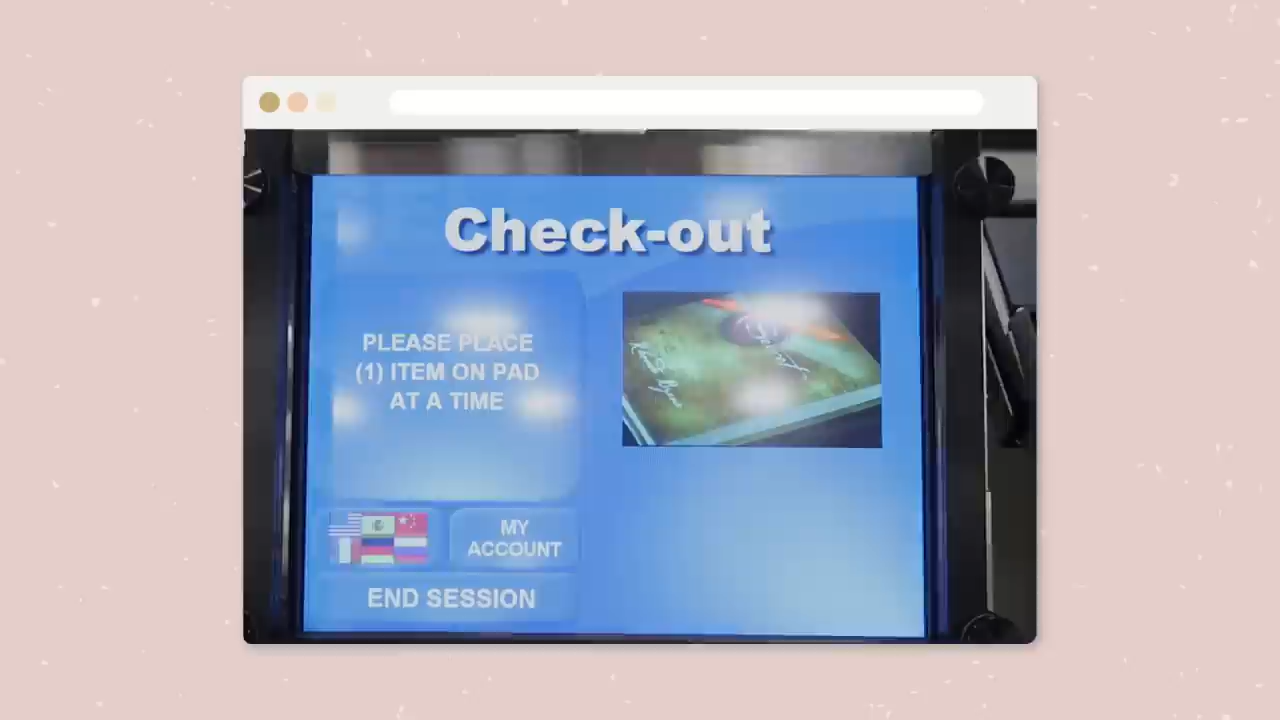 Check-out
PLEASE PLACE
(1) ITEM ON PAD
AT A TIME
MY
ACCOUNT
END SESSION